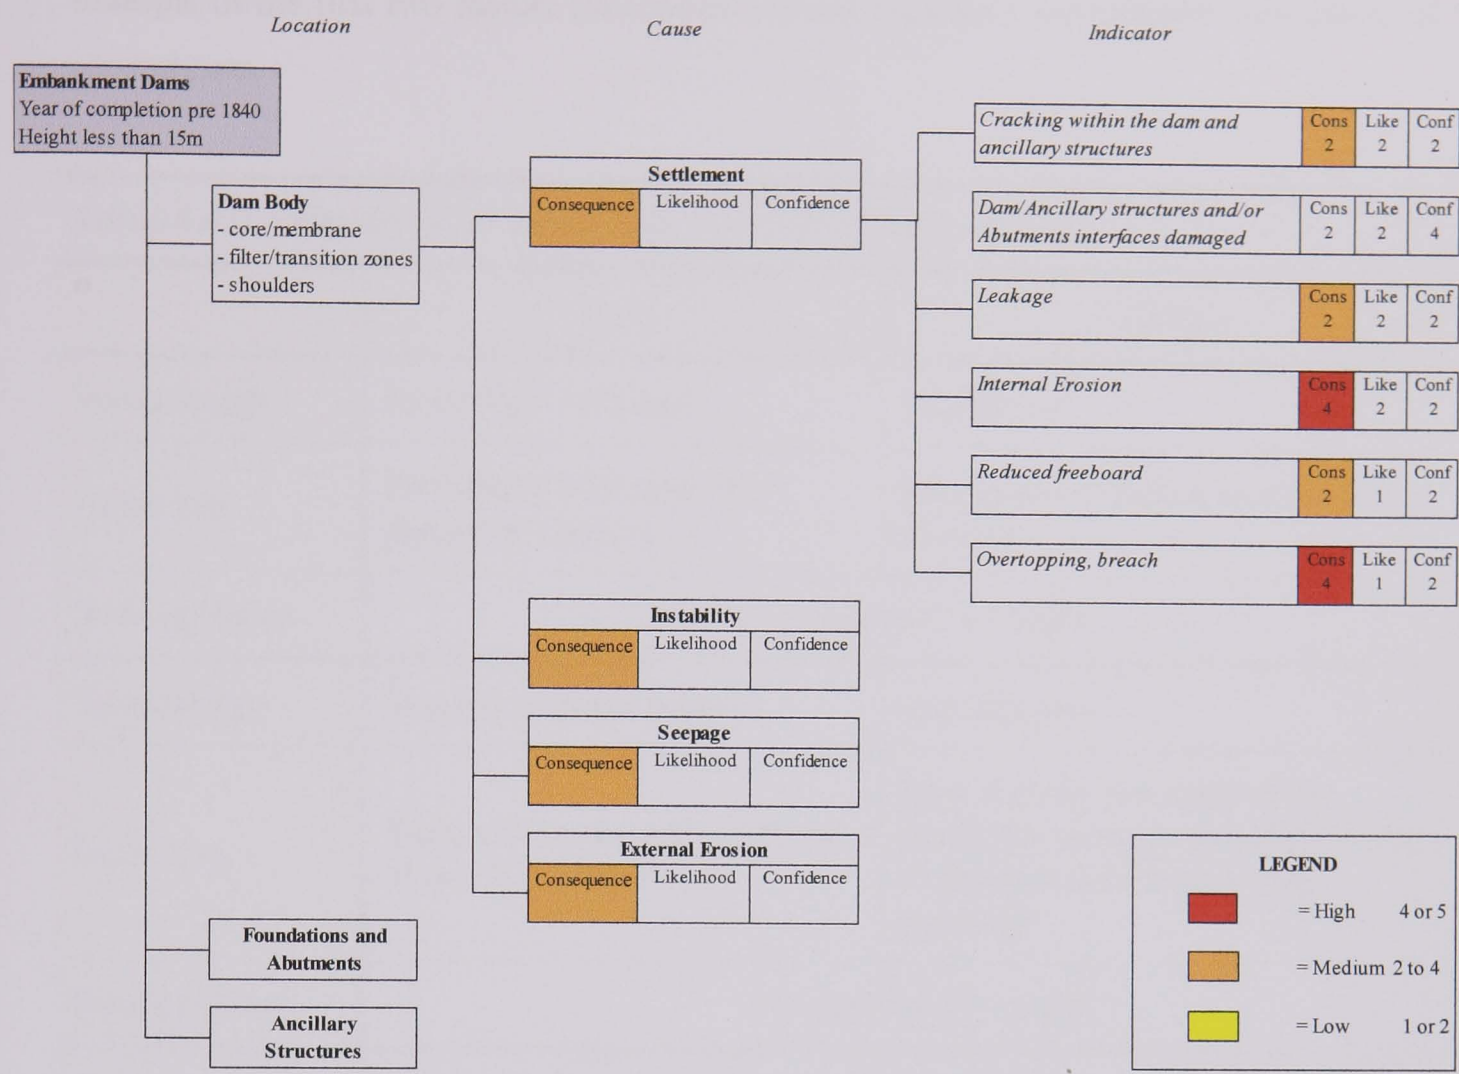 Location Cause Indicator
Embankment Dams
Year of completion pre 1840
Height less than 15m
Dam Body
- core/membrane
- filter/transition zones
- shoulders
Settlement
Consequence Likelihood Confidence
Cracking within the dam and
ancillary structures
Cons Like Conf
2 2 2
Dam/Ancillary structures and/or
Abutments interfaces damaged
Cons Like Conf
2 2 4
Leakage
Cons Like Conf
2 2 2
Internal Erosion
Cons Like Conf
4 2 2
Reduced freeboard
Cons Like Conf
2 1 2
Overtopping, breach
Cons Like Conf
4 1 2
Instability
Consequence Likelihood Confidence
Seepage
Consequence Likelihood Confidence
External Erosion
Consequence Likelihood Confidence
Foundations and
Abutments
Ancillary
Structures
LEGEND
= High 4 or 5
= Medium 2 to 4
= Low 1 or 2